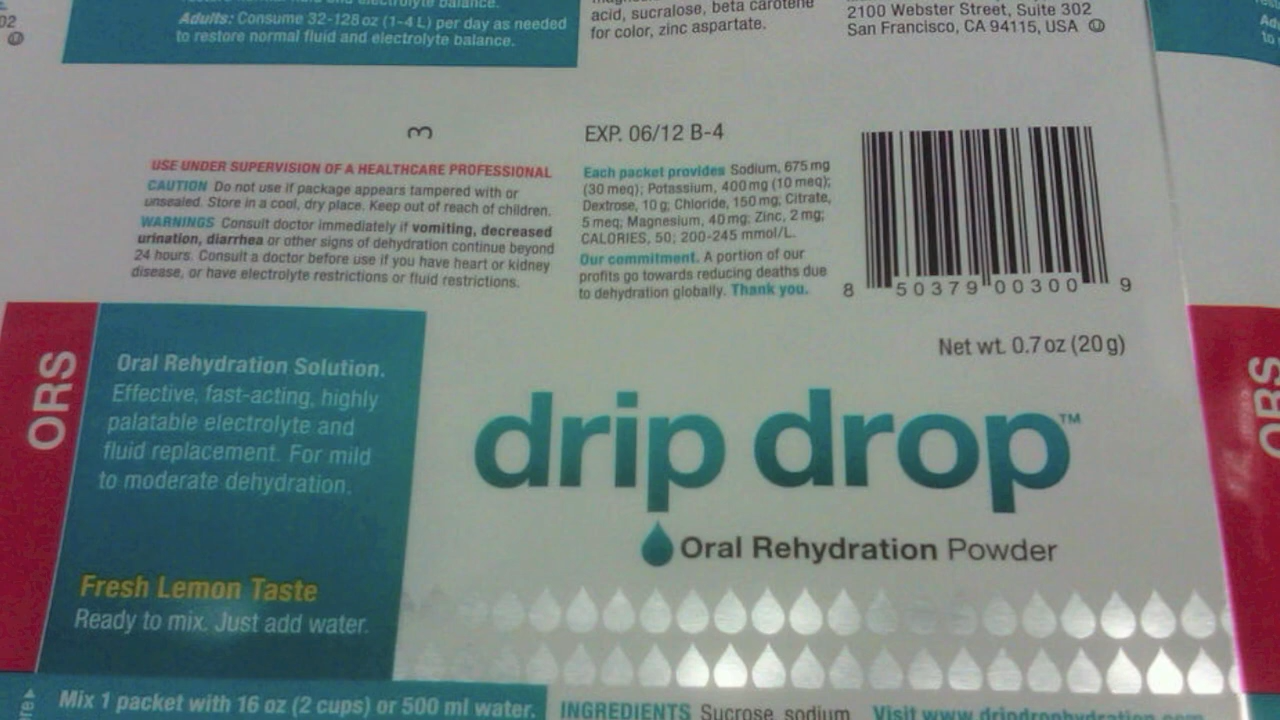 Adults: Consume 32-128 oz (1-4 L) per day as needed
to restore normal fluid and electrolyte balance.
acid, sucralose, beta carotene
for color, zinc aspartate.
2100 Webster Street, Suite 302
San Francisco, CA 94115, USA
3
EXP. 06/12 B-4
USE UNDER SUPERVISION OF A HEALTHCARE PROFESSIONAL
CAUTION Do not use if package appears tampered with or
unsealed. Store in a cool, dry place. Keep out of reach of children.
WARNINGS Consult doctor immediately if vomiting, decreased
urination, diarrhea or other signs of dehydration continue beyond
24 hours. Consult a doctor before use if you have heart or kidney
disease, or have electrolyte restrictions or fluid restrictions.
Each packet provides Sodium, 675 mg
(30 meq); Potassium, 400 mg (10 meq);
Dextrose, 10 g; Chloride, 150 mg; Citrate,
5 meq; Magnesium, 40 mg; Zinc, 2 mg;
CALORIES, 50; 200-245 mmol/L.
Our commitment. A portion of our
profits go towards reducing deaths due
to dehydration globally. Thank you.
8 50379 00300 9
Net wt. 0.7 oz (20 g)
ORS
Oral Rehydration Solution.
Effective, fast-acting, highly
palatable electrolyte and
fluid replacement. For mild
to moderate dehydration.
Fresh Lemon Taste
Ready to mix. Just add water.
drip drop™
Oral Rehydration Powder
ORS
Mix 1 packet with 16 oz (2 cups) or 500 ml water.
INGREDIENTS Sucrose, sodium
Visit www.dripdrophydration.com